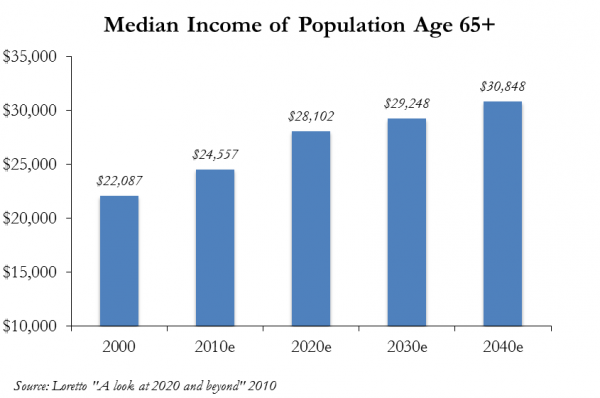 Median Income of Population Age 65+
$35,000
$30,000
$25,000
$20,000
$15,000
$10,000
$22,087
$24,557
$28,102
$29,248
$30,848
2000
2010e
2020e
2030e
2040e
Source: Loretto "A look at 2020 and beyond" 2010